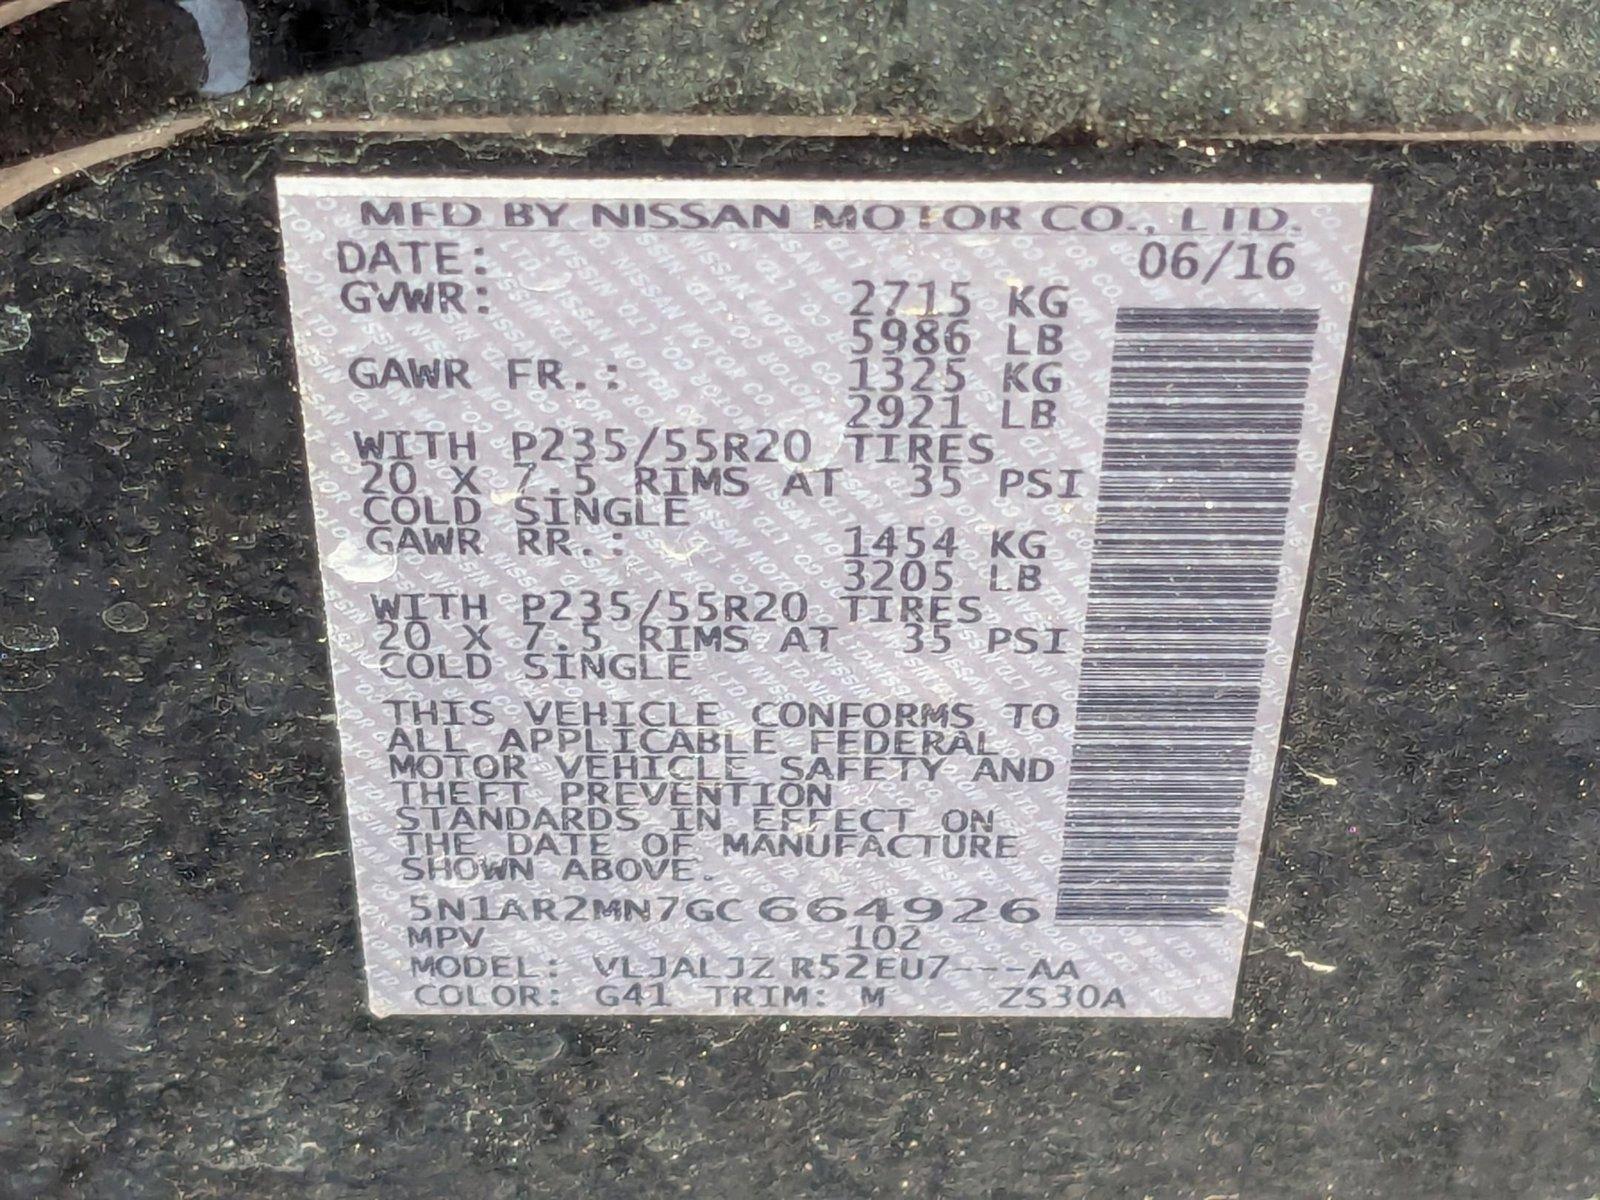 MFD BY NISSAN MOTOR CO., LTD.
DATE: 06/16
GVWR: 2715 KG
5986 LB
GAWR FR.: 1325 KG
2921 LB
WITH P235/55R20 TIRES
20 X 7.5 RIMS AT 35 PSI
COLD SINGLE
GAWR RR.: 1454 KG
3205 LB
WITH P235/55R20 TIRES
20 X 7.5 RIMS AT 35 PSI
COLD SINGLE
THIS VEHICLE CONFORMS TO
ALL APPLICABLE FEDERAL
MOTOR VEHICLE SAFETY AND
THEFT PREVENTION
STANDARDS IN EFFECT ON
THE DATE OF MANUFACTURE
SHOWN ABOVE.
5N1AR2MN7GC664926
MPV 102
MODEL: VLJALJZ R52EU7---AA
COLOR: G41 TRIM: M ZS30A